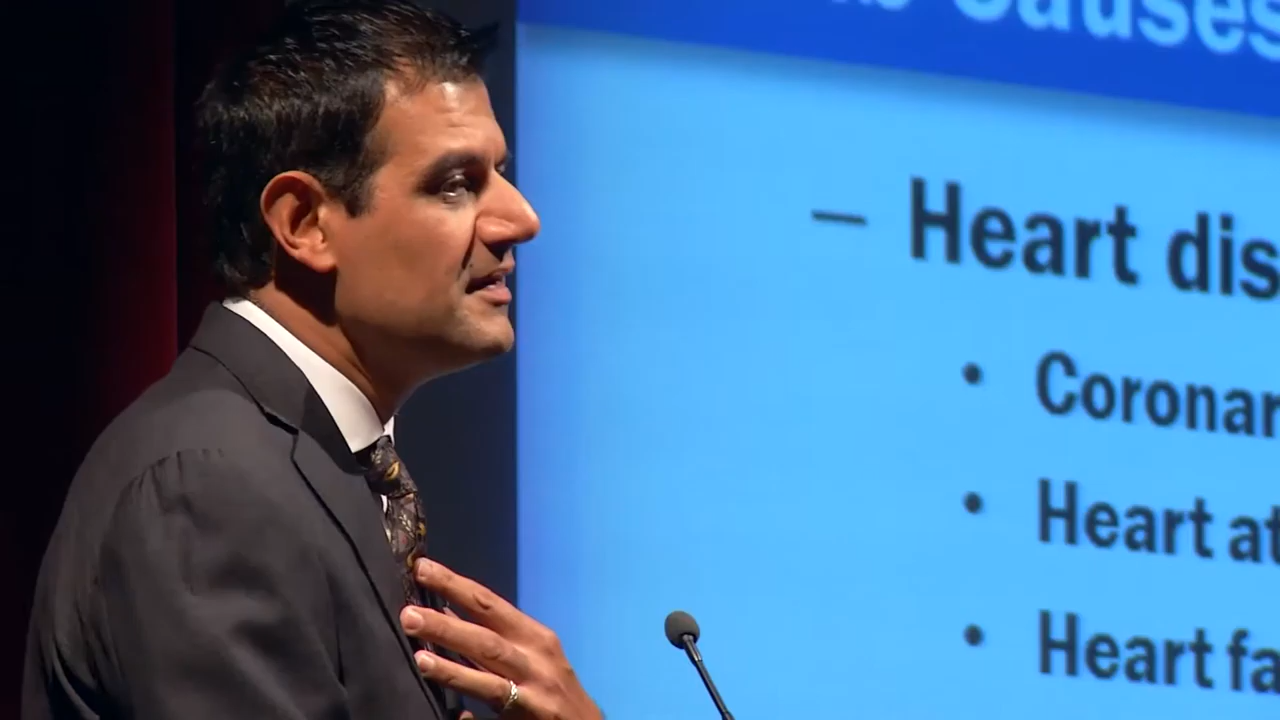 Causes
– Heart dis
• Coronar
• Heart at
• Heart fa